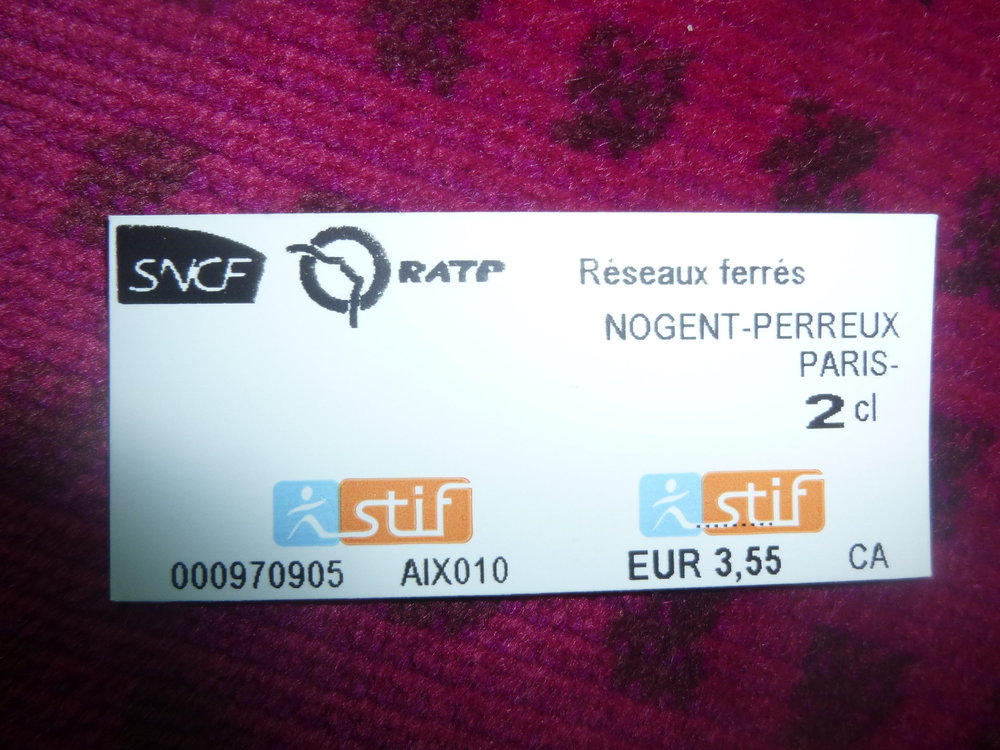 SNCF RATP Réseaux ferrés
NOGENT-PERREUX
PARIS-
2 cl
stif stif
000970905 AIX010 EUR 3,55 CA